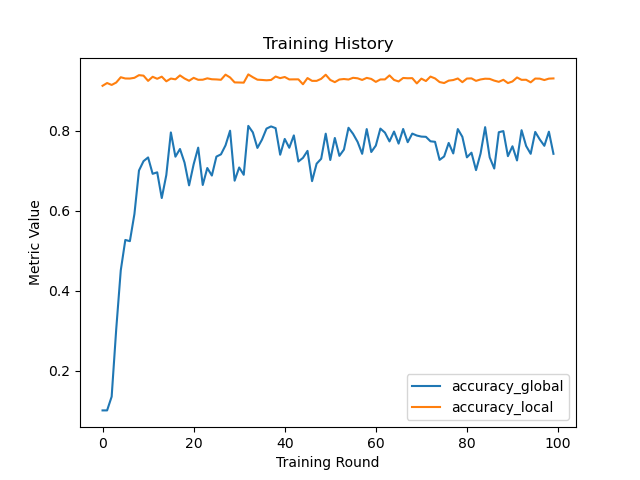 Training History
Metric Value
0.8
0.6
0.4
0.2
0 20 40 60 80 100
Training Round
accuracy_global
accuracy_local